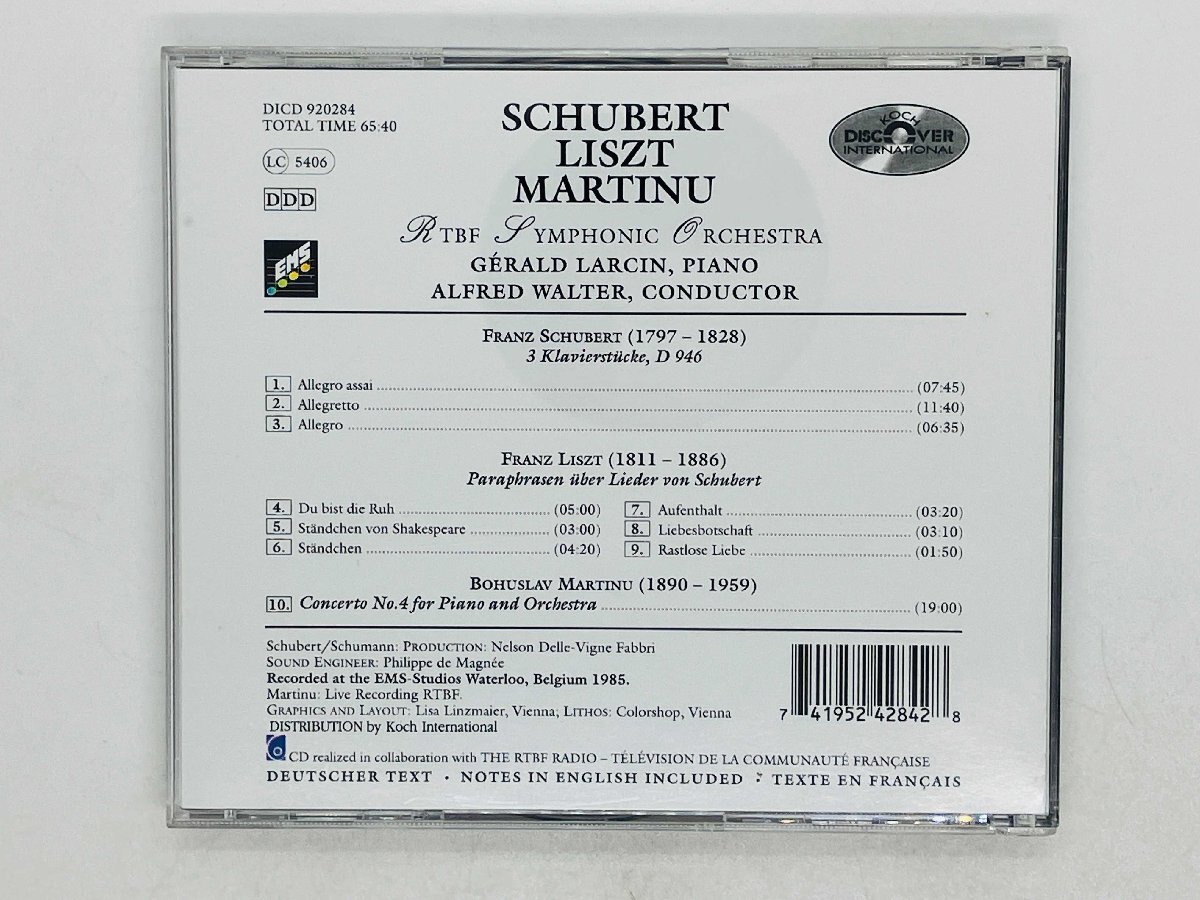 DICD 920284
TOTAL TIME 65:40
LC 5406
DDD
EMS
SCHUBERT
LISZT
MARTINU
KOCH
DISCOVER
INTERNATIONAL
RTBF SYMPHONIC ORCHESTRA
GÉRALD LARCIN, PIANO
ALFRED WALTER, CONDUCTOR
FRANZ SCHUBERT (1797 – 1828)
3 Klavierstücke, D 946
1. Allegro assai (07:45)
2. Allegretto (11:40)
3. Allegro (06:35)
FRANZ LISZT (1811 – 1886)
Paraphrasen über Lieder von Schubert
4. Du bist die Ruh (05:00)
5. Ständchen von Shakespeare (03:00)
6. Ständchen (04:20)
7. Aufenthalt (03:20)
8. Liebesbotschaft (03:10)
9. Rastlose Liebe (01:50)
BOHUSLAV MARTINU (1890 – 1959)
10. Concerto No.4 for Piano and Orchestra (19:00)
Schubert/Schumann: PRODUCTION: Nelson Delle-Vigne Fabbri
SOUND ENGINEER: Philippe de Magnée
Recorded at the EMS-Studios Waterloo, Belgium 1985.
Martinu: Live Recording RTBF.
GRAPHICS AND LAYOUT: Lisa Linzmaier, Vienna; LITHOS: Colorshop, Vienna
DISTRIBUTION by Koch International
7 41952 42842 8
CD realized in collaboration with THE RTBF RADIO – TÉLÉVISION DE LA COMMUNAUTÉ FRANÇAISE
DEUTSCHER TEXT · NOTES IN ENGLISH INCLUDED : TEXTE EN FRANÇAIS